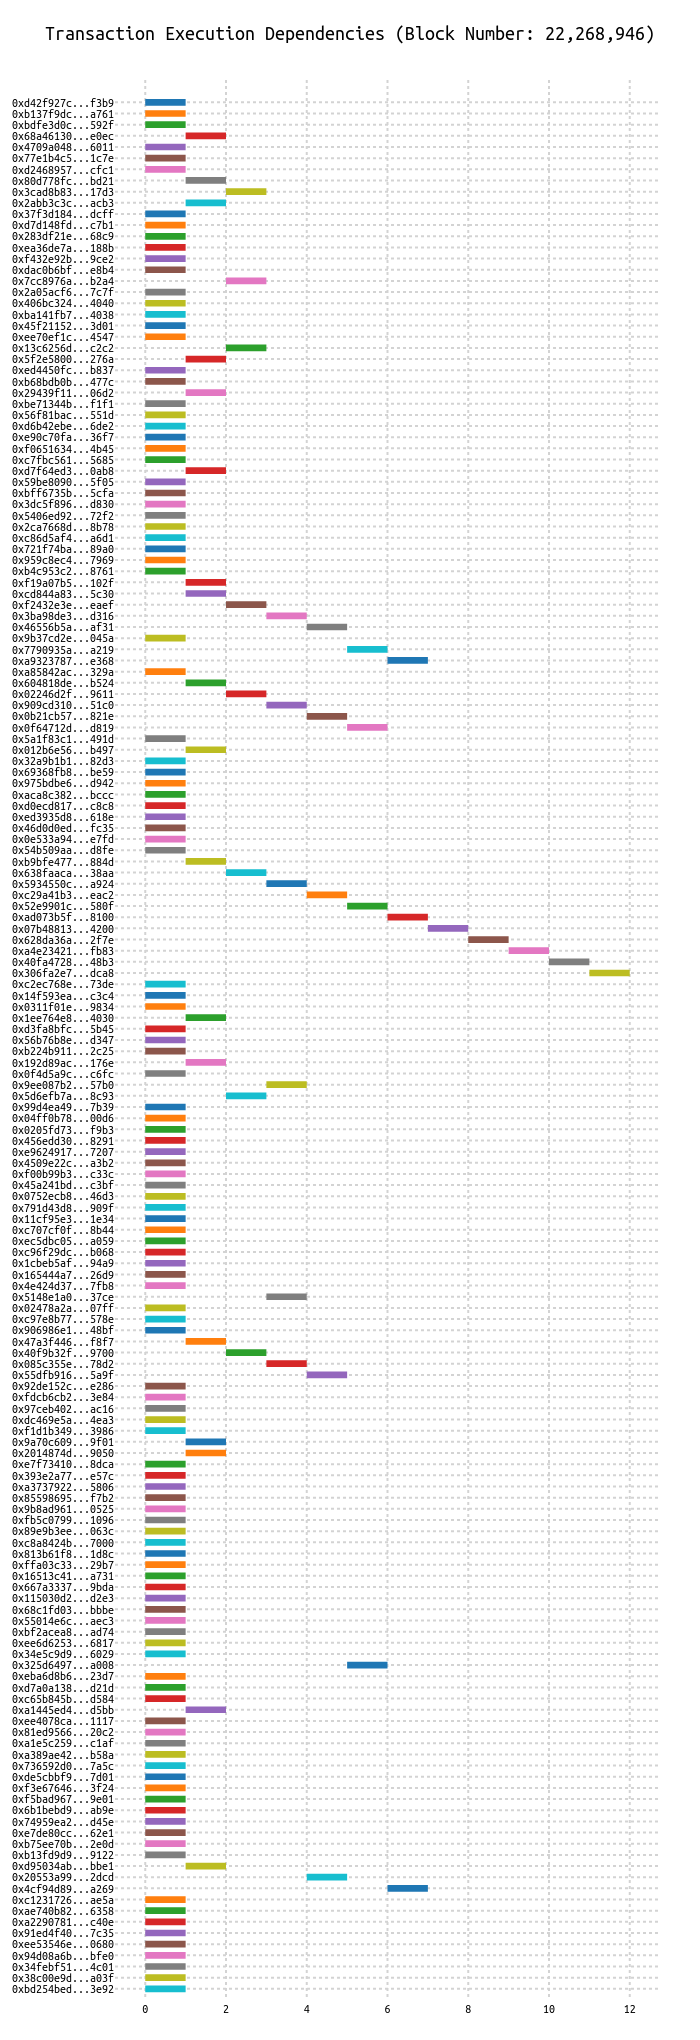 Transaction Execution Dependencies (Block Number: 22,268,946)
0xd42f927c...f3b9
0xb137f9dc...a761
0xbdfe3d0c...592f
0x68a46130...e0ec
0x4709a048...6011
0x77e1b4c5...1c7e
0xd2468957...cfc1
0x80d778fc...bd21
0x3cad8b83...17d3
0x2abb3c3c...acb3
0x37f3d184...dcff
0xd7d148fd...c7b1
0x283df21e...68c9
0xea36de7a...188b
0xf432e92b...9ce2
0xdac0b6bf...e8b4
0x7cc8976a...b2a4
0x2a05acf6...7c7f
0x406bc324...4040
0xba141fb7...4038
0x45f21152...3d01
0xee70ef1c...4547
0x13c6256d...c2c2
0x5f2e5800...276a
0xed4450fc...b837
0xb68bdb0b...477c
0x29439f11...06d2
0xbe71344b...f1f1
0x56f81bac...551d
0xd6b42ebe...6de2
0xe90c70fa...36f7
0xf0651634...4b45
0xc7fbc561...5685
0xd7f64ed3...0ab8
0x59be8090...5f05
0xbff6735b...5cfa
0x3dc5f896...d830
0x5406ed92...72f2
0x2ca7668d...8b78
0xc86d5af4...a6d1
0x721f74ba...89a0
0x959c8ec4...7969
0xb4c953c2...8761
0xf19a07b5...102f
0xcd844a83...5c30
0xf2432e3e...eaef
0x3ba98de3...d316
0x46556b5a...af31
0x9b37cd2e...045a
0x7790935a...a219
0xa9323787...e368
0xa85842ac...329a
0x604818de...b524
0x02246d2f...9611
0x909cd310...51c0
0x0b21cb57...821e
0x0f64712d...d819
0x5a1f83c1...491d
0x012b6e56...b497
0x32a9b1b1...82d3
0x69368fb8...be59
0x975bdbe6...d942
0xaca8c382...bccc
0xd0ecd817...c8c8
0xed3935d8...618e
0x46d0d0ed...fc35
0x0e533a94...e7fd
0x54b509aa...d8fe
0xb9bfe477...884d
0x638faaca...38aa
0x5934550c...a924
0xc29a41b3...eac2
0x52e9901c...580f
0xad073b5f...8100
0x07b48813...4200
0x628da36a...2f7e
0xa4e23421...fb83
0x40fa4728...48b3
0x306fa2e7...dca8
0xc2ec768e...73de
0x14f593ea...c3c4
0x0311f01e...9834
0x1ee764e8...4030
0xd3fa8bfc...5b45
0x56b76b8e...d347
0xb224b911...2c25
0x192d89ac...176e
0x0f4d5a9c...c6fc
0x9ee087b2...57b0
0x5d6efb7a...8c93
0x99d4ea49...7b39
0x04ff0b78...00d6
0x0205fd73...f9b3
0x456edd30...8291
0xe9624917...7207
0x4509e22c...a3b2
0xf00b99b3...c33c
0x45a241bd...c3bf
0x0752ecb8...46d3
0x791d43d8...909f
0x11cf95e3...1e34
0xc707cf0f...8b44
0xec5dbc05...a059
0xc96f29dc...b068
0x1cbeb5af...94a9
0x165444a7...26d9
0x4e424d37...7fb8
0x5148e1a0...37ce
0x02478a2a...07ff
0xc97e8b77...578e
0x906986e1...48bf
0x47a3f446...f8f7
0x40f9b32f...9700
0x085c355e...78d2
0x55dfb916...5a9f
0x92de152c...e286
0xfdcb6cb2...3e84
0x97ceb402...ac16
0xdc469e5a...4ea3
0xf1d1b349...3986
0x9a70c609...9f01
0x2014874d...9050
0xe7f73410...8dca
0x393e2a77...e57c
0xa3737922...5806
0x85598695...f7b2
0x9b8ad961...0525
0xfb5c0799...1096
0x89e9b3ee...063c
0xc8a8424b...7000
0x813b61f8...1d8c
0xffa03c33...29b7
0x16513c41...a731
0x667a3337...9bda
0x115030d2...d2e3
0x68c1fd03...bbbe
0x55014e6c...aec3
0xbf2acea8...ad74
0xee6d6253...6817
0x34e5c9d9...6029
0x325d6497...a008
0xeba6d8b6...23d7
0xd7a0a138...d21d
0xc65b845b...d584
0xa1445ed4...d5bb
0xee4078ca...1117
0x81ed9566...20c2
0xa1e5c259...c1af
0xa389ae42...b58a
0x736592d0...7a5c
0xde5cbbf9...7d01
0xf3e67646...3f24
0xf5bad967...9e01
0x6b1bebd9...ab9e
0x74959ea2...d45e
0xe7de80cc...62e1
0xb75ee70b...2e0d
0xb13fd9d9...9122
0xd95034ab...bbe1
0x20553a99...2dcd
0x4cf94d89...a269
0xc1231726...ae5a
0xae740b82...6358
0xa2290781...c40e
0x91ed4f40...7c35
0xee53546e...0680
0x94d08a6b...bfe0
0x34febf51...4c01
0x38c00e9d...a03f
0xbd254bed...3e92
0 2 4 6 8 10 12